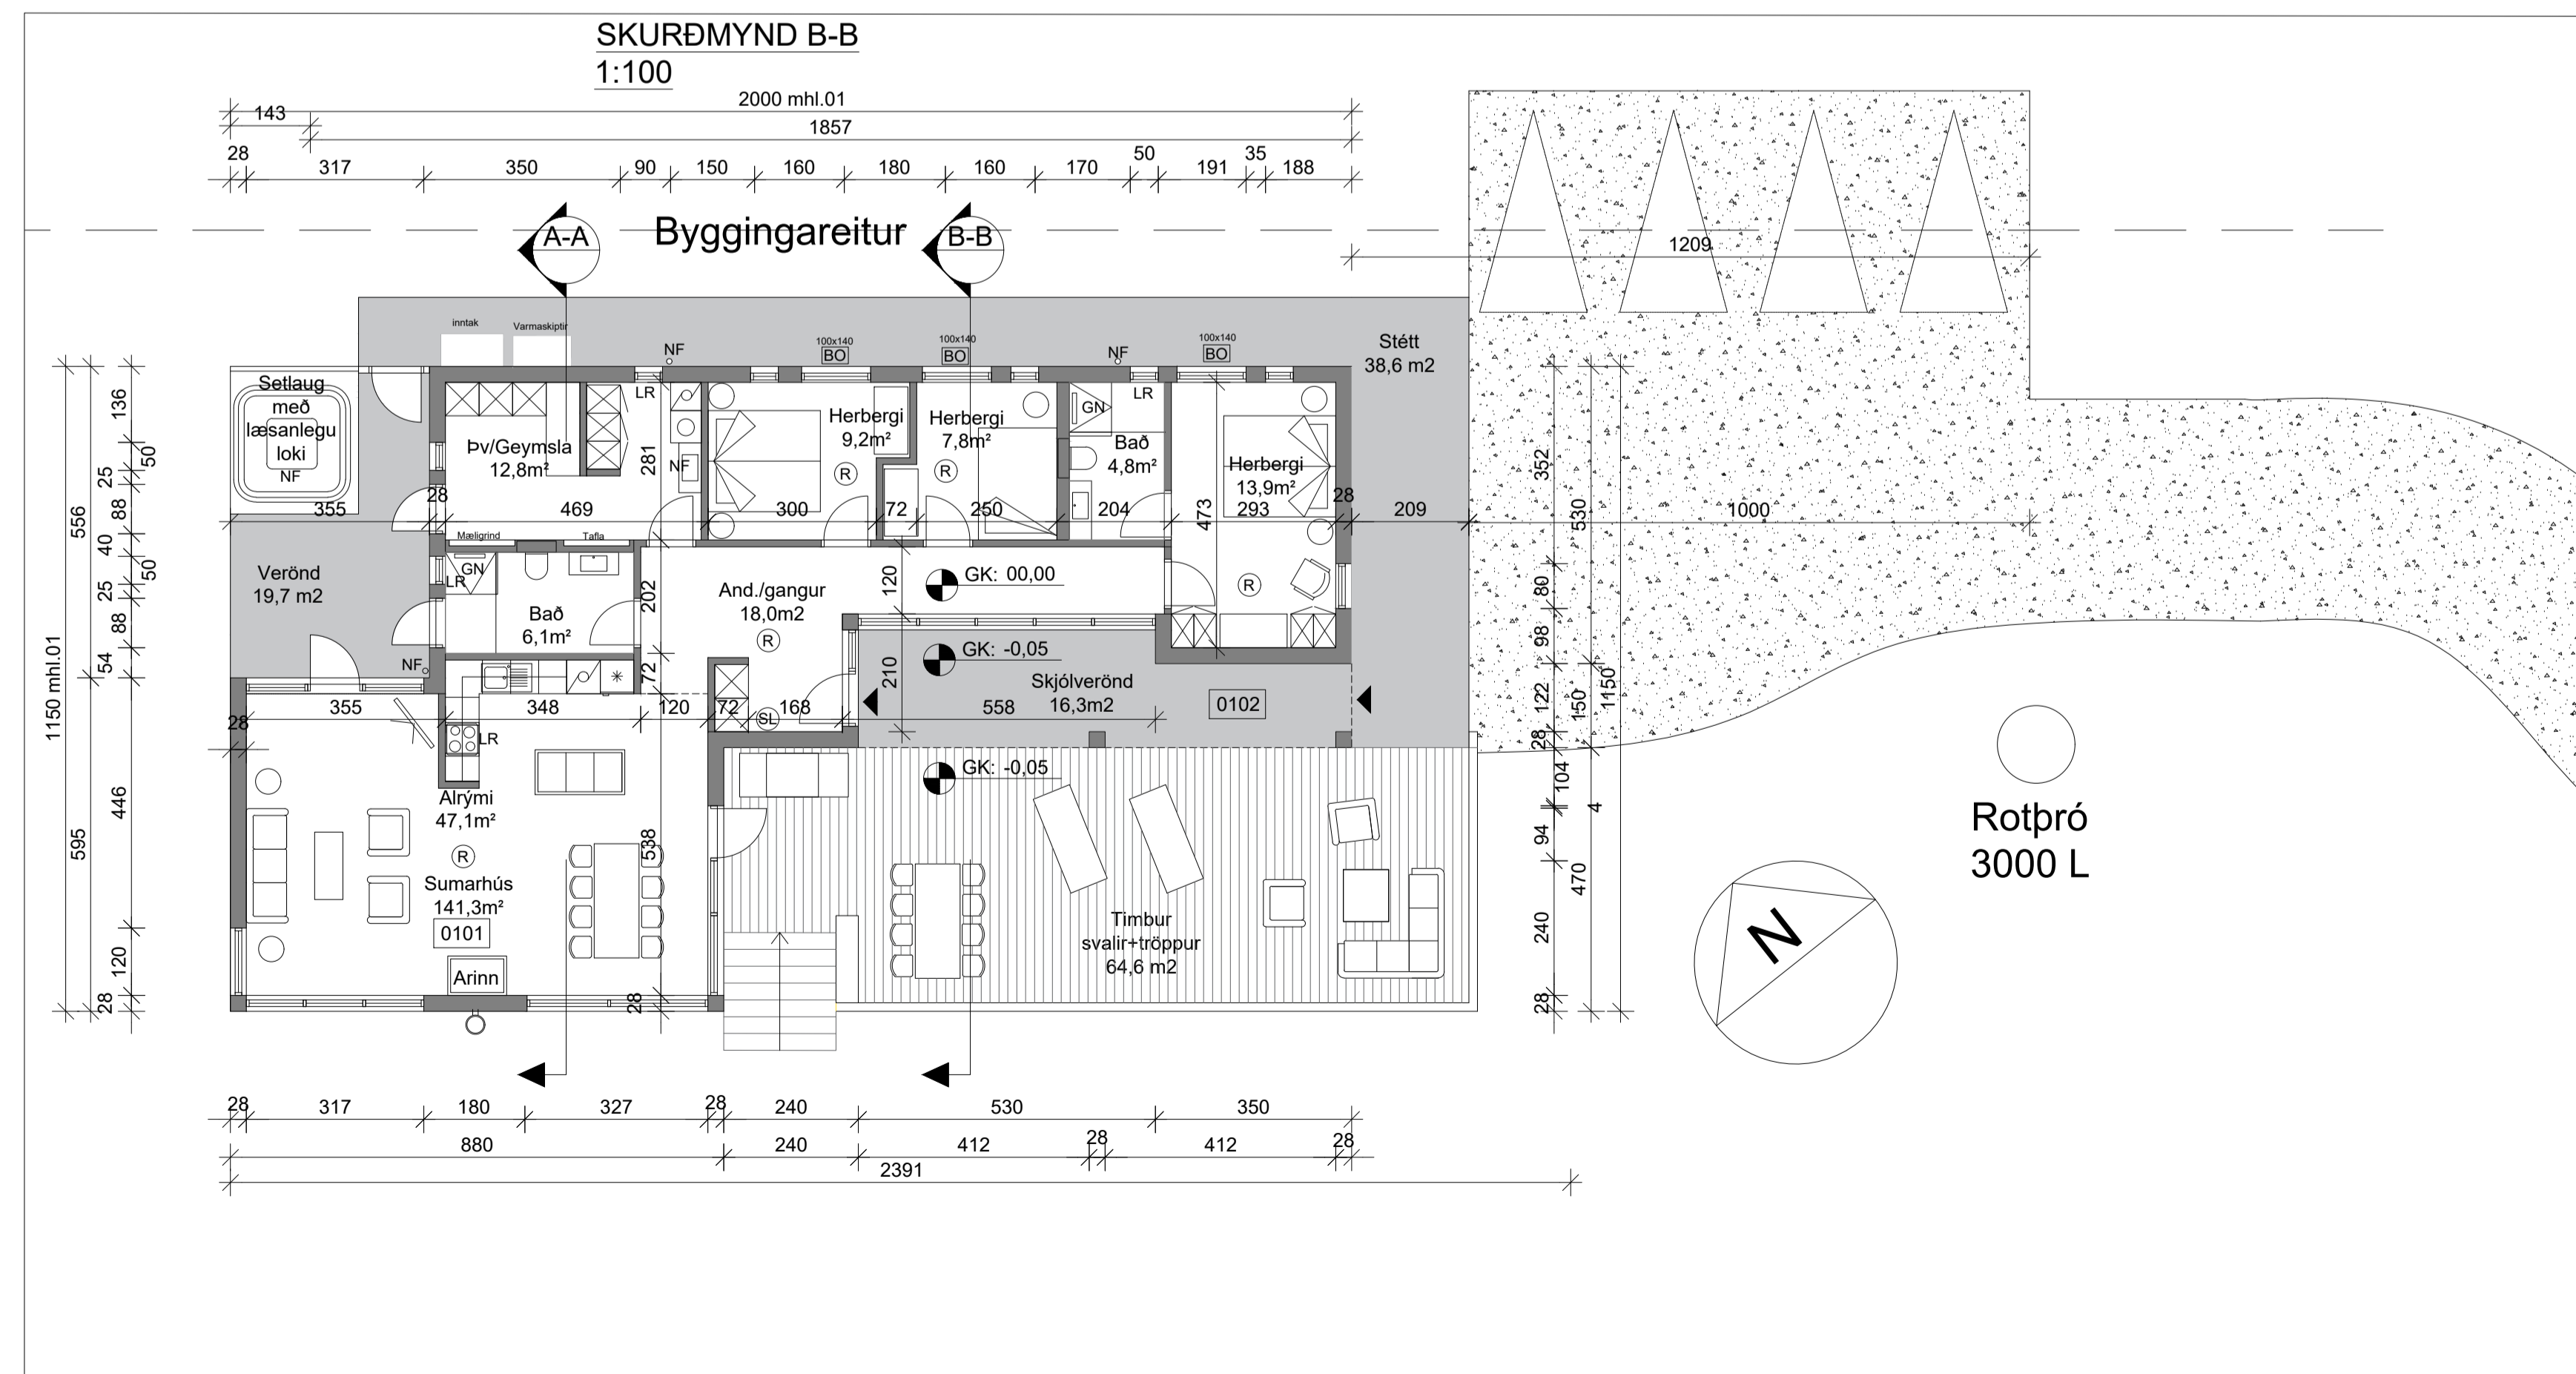 SKURÐMYND B-B
1:100
2000 mhl.01
143
1857
28 317 350 90 150 160 180 160 170 50 191 35 188
A-A
Byggingareitur
B-B
1209
inntak
Varmaskiptir
NF
100x140
BO
100x140
BO
NF
100x140
BO
Stétt
38,6 m2
Setlaug
með
læsanlegu
loki
NF
Þv/Geymsla
12,8m²
LR
281
NF
Herbergi
9,2m²
R
Herbergi
7,8m²
R
GN
LR
Bað
4,8m²
Herbergi
13,9m²
473
R
355 28 469 300 72 250 204 293 28 209 1000
Mæligrind
Tafla
Verönd
19,7 m2
NF
GN
LR
Bað
6,1m²
202
72
And./gangur
18,0m2
R
120
GK: 00,00
210
GK: -0,05
Skjólverönd
16,3m2
0102
28 355 348 120 72 168 558
SL
LR
GK: -0,05
Alrými
47,1m²
R
Sumarhús
141,3m²
0101
Arinn
538
28
Timbur
svalir+tröppur
64,6 m2
1150 mhl.01
556
595
136
50
25
88
40
50
25
88
54
446
120
28
352
80
98
122
28
104
94
240
28
530
150
4
470
1150
Rotþró
3000 L
N
28 317 180 327 28 240 530 350
880 240 412 28 412 28
2391